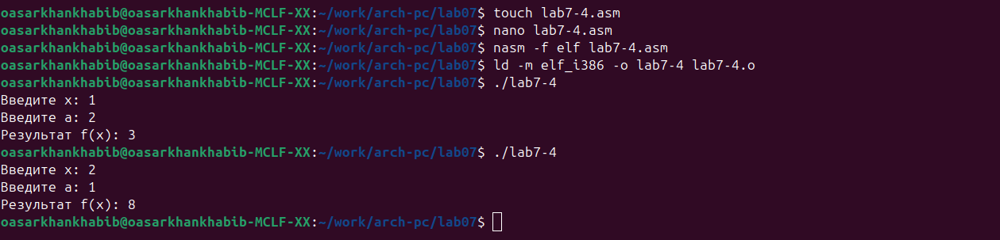 oasarkhankhabib@oasarkhankhabib-MCLF-XX:~/work/arch-pc/lab07$ touch lab7-4.asm
oasarkhankhabib@oasarkhankhabib-MCLF-XX:~/work/arch-pc/lab07$ nano lab7-4.asm
oasarkhankhabib@oasarkhankhabib-MCLF-XX:~/work/arch-pc/lab07$ nasm -f elf lab7-4.asm
oasarkhankhabib@oasarkhankhabib-MCLF-XX:~/work/arch-pc/lab07$ ld -m elf_i386 -o lab7-4 lab7-4.o
oasarkhankhabib@oasarkhankhabib-MCLF-XX:~/work/arch-pc/lab07$ ./lab7-4
Введите x: 1
Введите a: 2
Результат f(x): 3
oasarkhankhabib@oasarkhankhabib-MCLF-XX:~/work/arch-pc/lab07$ ./lab7-4
Введите x: 2
Введите a: 1
Результат f(x): 8
oasarkhankhabib@oasarkhankhabib-MCLF-XX:~/work/arch-pc/lab07$